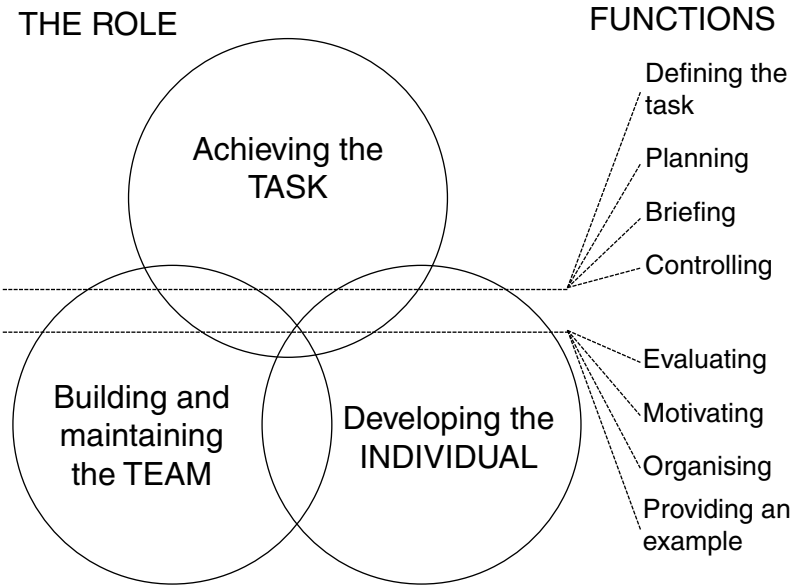 THE ROLE
FUNCTIONS
Achieving the
TASK
Building and
maintaining
the TEAM
Developing the
INDIVIDUAL
Defining the
task
Planning
Briefing
Controlling
Evaluating
Motivating
Organising
Providing an
example